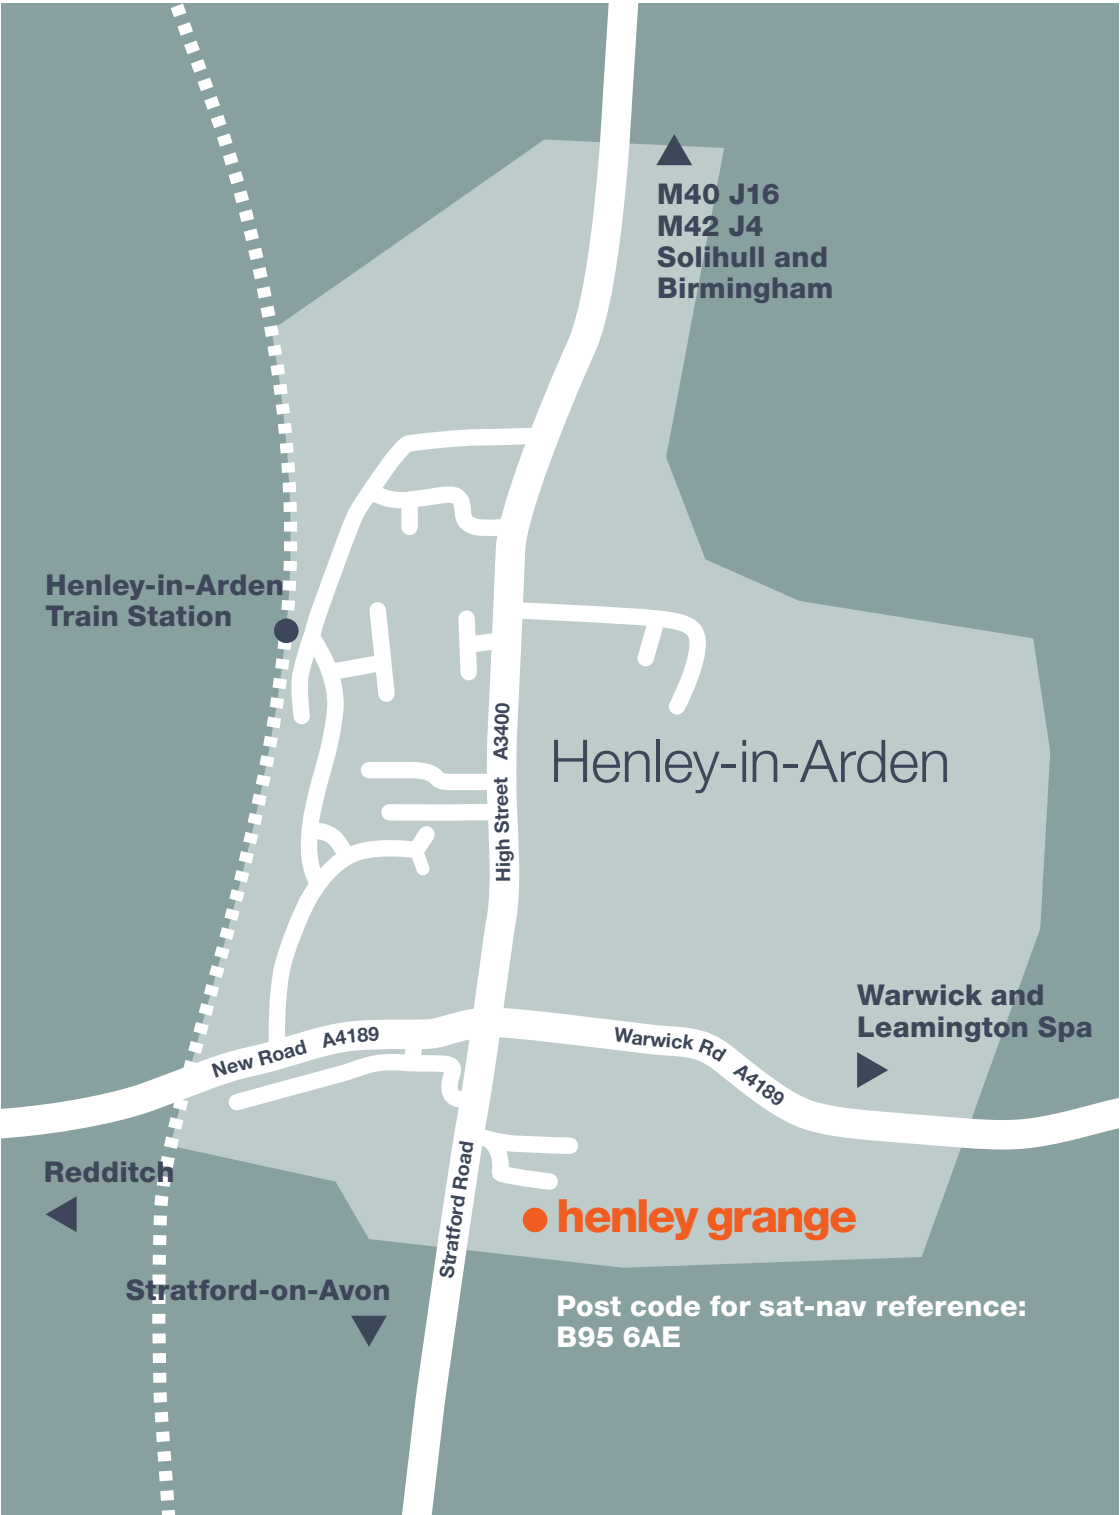 M40 J16
M42 J4
Solihull and
Birmingham
Henley-in-Arden
Train Station
High Street A3400
Henley-in-Arden
Warwick and
Leamington Spa
New Road A4189
Warwick Rd A4189
Redditch
Stratford Road
henley grange
Stratford-on-Avon
Post code for sat-nav reference:
B95 6AE